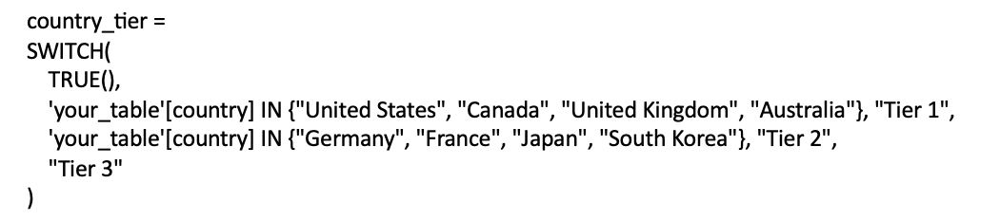 country_tier =
SWITCH(
TRUE(),
'your_table'[country] IN {"United States", "Canada", "United Kingdom", "Australia"}, "Tier 1",
'your_table'[country] IN {"Germany", "France", "Japan", "South Korea"}, "Tier 2",
"Tier 3"
)